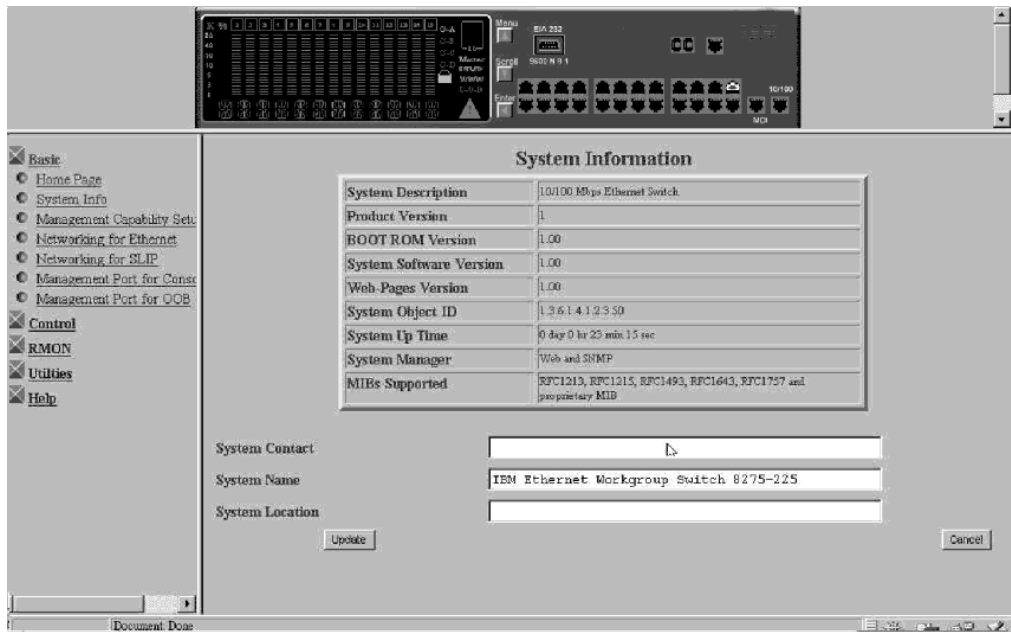 Menu
Scroll
Enter
EIA 232
9600 N 8 1
10/100
MDI
Basic
Home Page
System Info
Management Capability Setu
Networking for Ethernet
Networking for SLIP
Management Port for Conso
Management Port for OOB
Control
RMON
Utilties
Help
System Information
System Description 10/100 Mbps Ethernet Switch
Product Version 1
BOOT ROM Version 1.00
System Software Version 1.00
Web-Pages Version 1.00
System Object ID 1.3.6.1.4.1.2.3.50
System Up Time 0 day 0 hr 23 min 15 sec
System Manager Web and SNMP
MIBs Supported RFC1213, RFC1215, RFC1493, RFC1643, RFC1757 and
proprietary MIB
System Contact
System Name IBM Ethernet Workgroup Switch 8275-225
System Location
Update Cancel
Document: Done